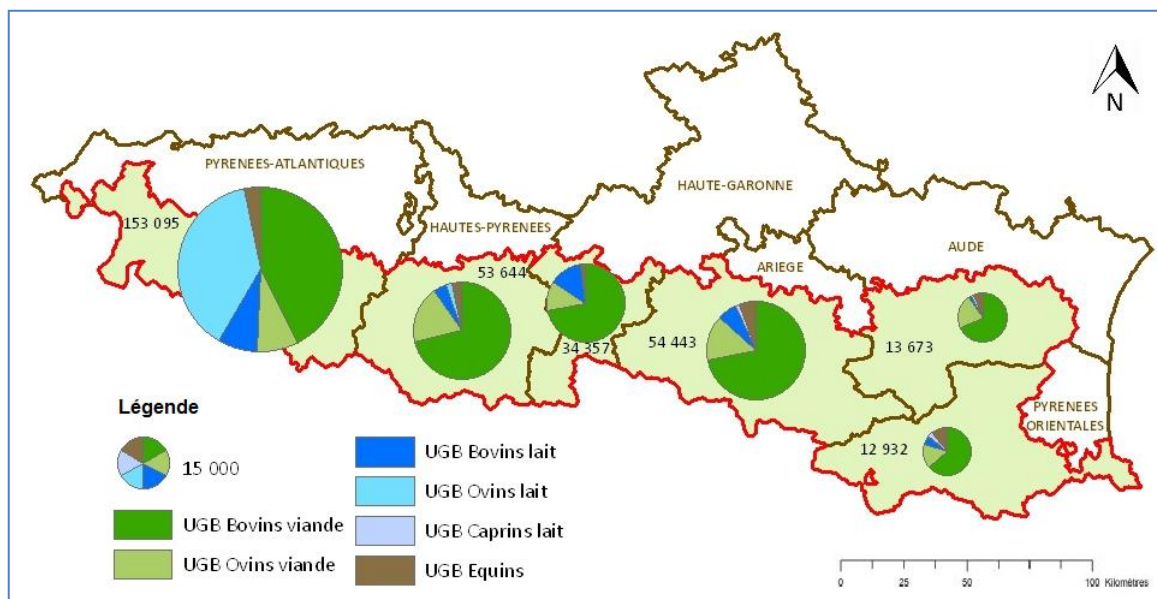 N
PYRENEES-ATLANTIQUES
HAUTE-GARONNE
153 095
HAUTES-PYRENEES
AUDE
53 644
ARIEGE
34 357
54 443
13 673
PYRENEES
ORIENTALES
12 932
Légende
15 000
UGB Bovins viande
UGB Ovins viande
UGB Bovins lait
UGB Ovins lait
UGB Caprins lait
UGB Equins
0 25 50 100 Kilomètres